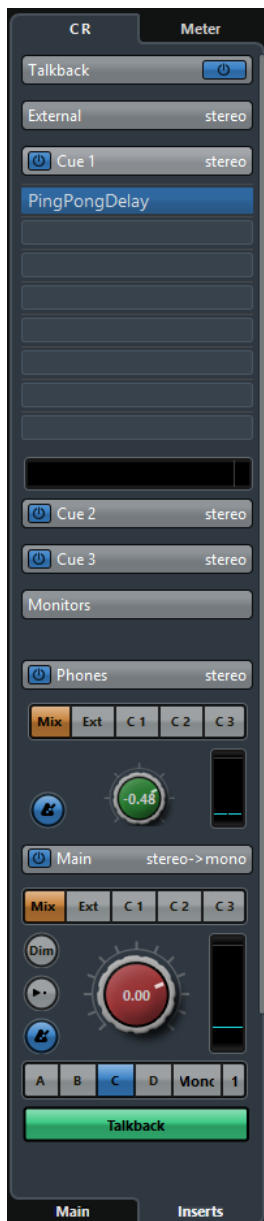 CR Meter
Talkback
External stereo
Cue 1 stereo
PingPongDelay
Cue 2 stereo
Cue 3 stereo
Monitors
Phones stereo
Mix Ext C 1 C 2 C 3
-0.48
Main stereo->mono
Mix Ext C 1 C 2 C 3
Dim
0.00
A B C D Mono 1
Talkback
Main Inserts